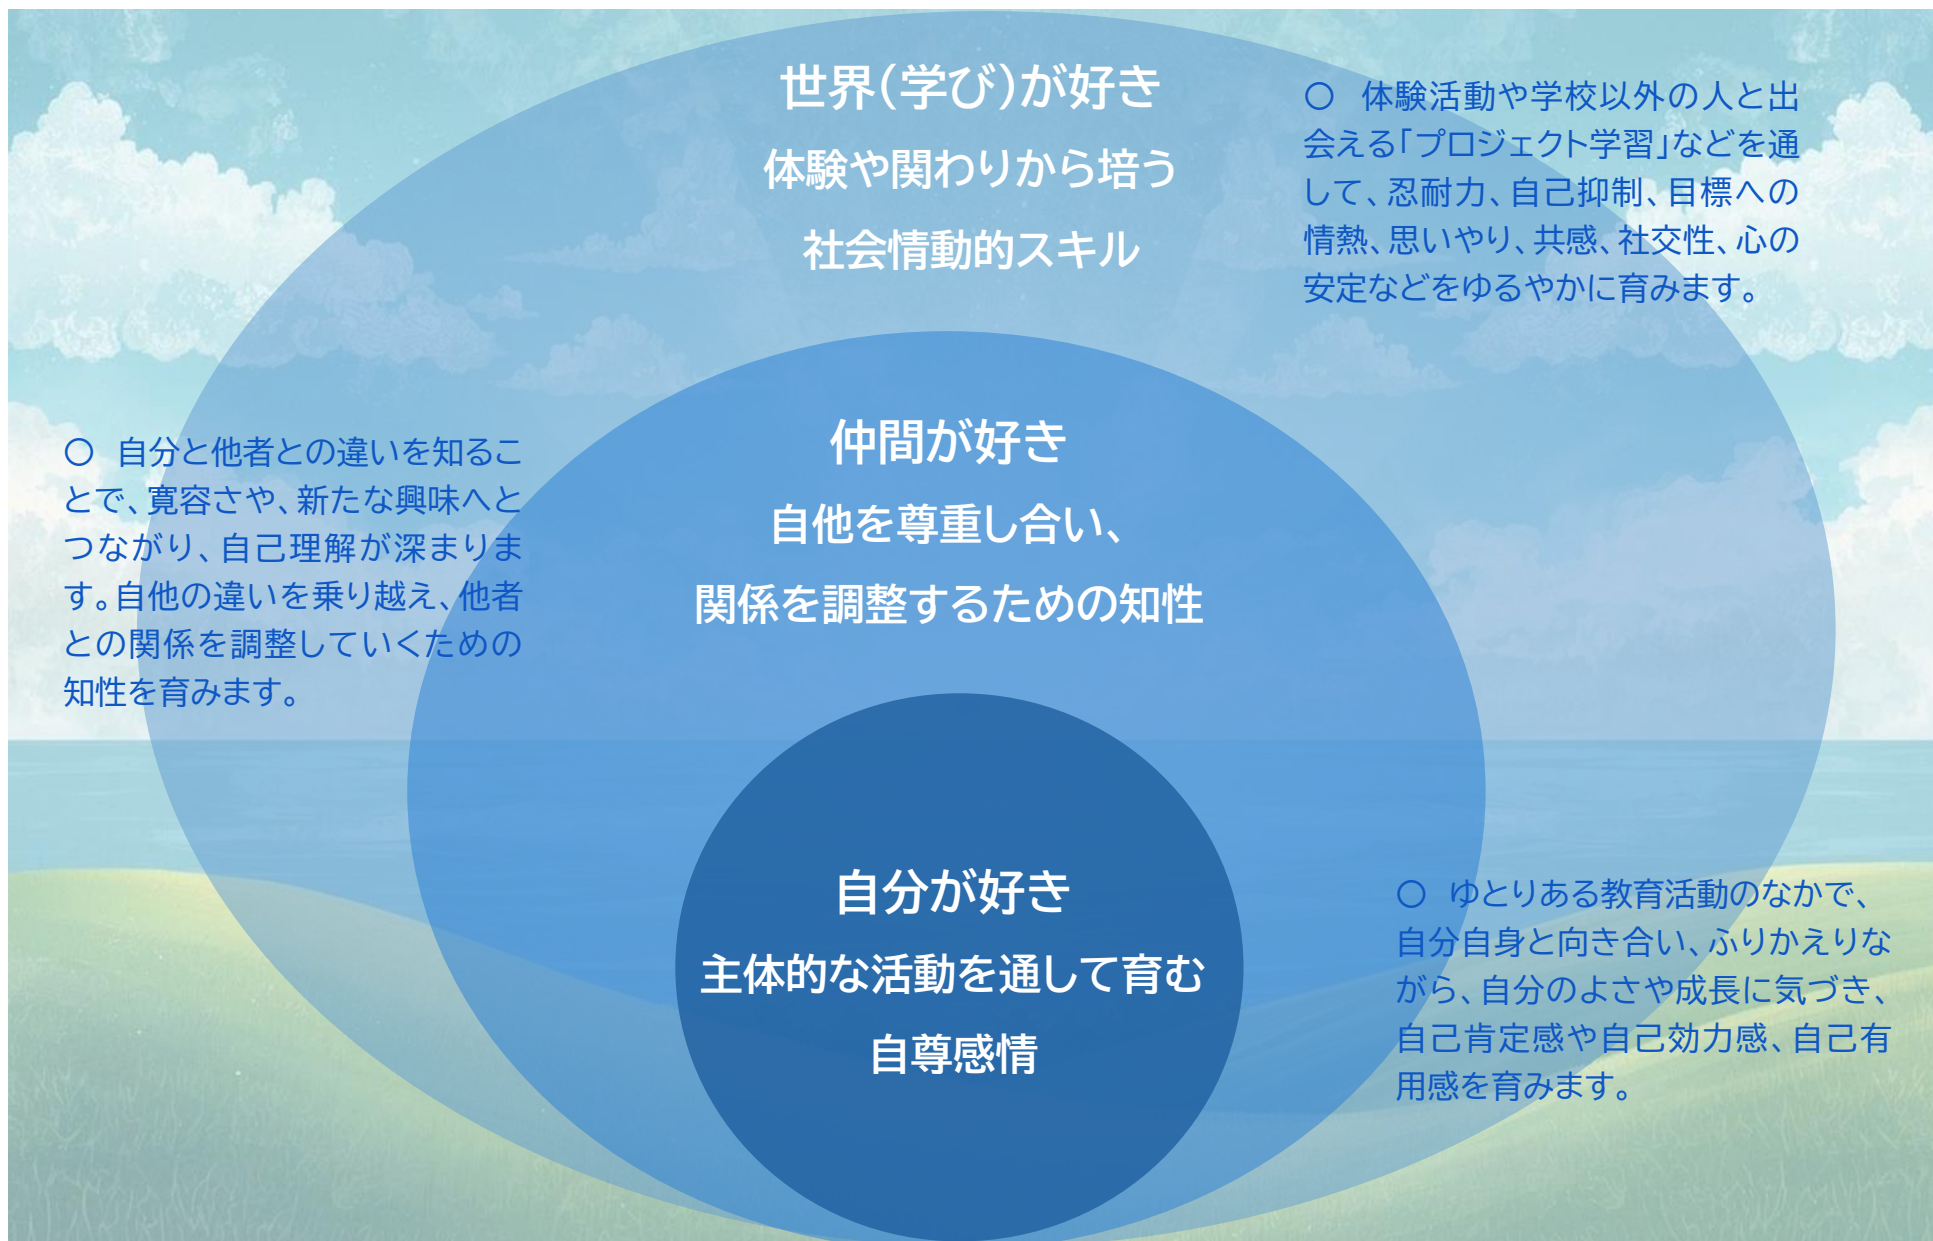 世界(学び)が好き
体験や関わりから培う
社会情動的スキル
〇　体験活動や学校以外の人と出
会える「プロジェクト学習」などを通
して、忍耐力、自己抑制、目標への
情熱、思いやり、共感、社交性、心の
安定などをゆるやかに育みます。
仲間が好き
自他を尊重し合い、
関係を調整するための知性
〇　自分と他者との違いを知るこ
とで、寛容さや、新たな興味へと
つながり、自己理解が深まりま
す。自他の違いを乗り越え、他者
との関係を調整していくための
知性を育みます。
自分が好き
主体的な活動を通して育む
自尊感情
〇　ゆとりある教育活動のなかで、
自分自身と向き合い、ふりかえりな
がら、自分のよさや成長に気づき、
自己肯定感や自己効力感、自己有
用感を育みます。